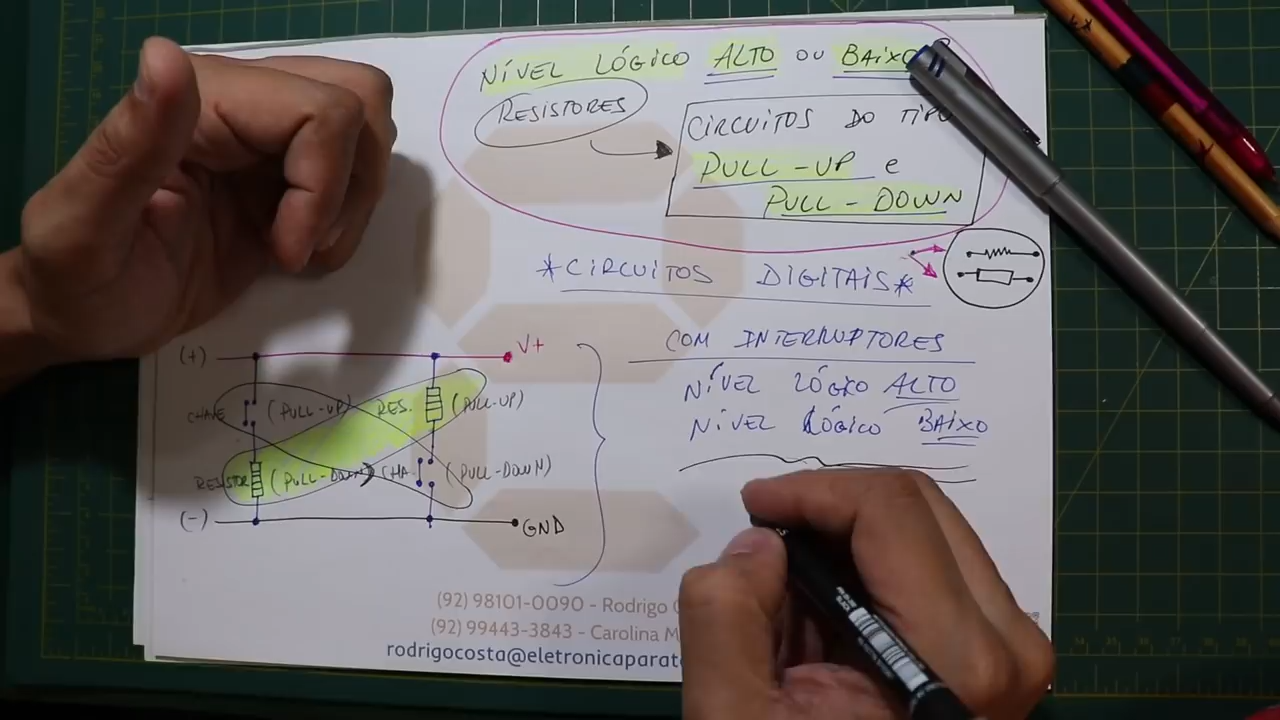 NÍVEL LÓGICO ALTO OU BAIXO?
RESISTORES
CIRCUITOS DO TIPO
PULL-UP e
PULL-DOWN
*CIRCUITOS DIGITAIS*
COM INTERRUPTORES
NÍVEL LÓGICO ALTO
NÍVEL LÓGICO BAIXO
(+) V+
CHAVE (PULL-UP) RES. (PULL-UP)
RESISTOR (PULL-DOWN) CHA. (PULL-DOWN)
(-) GND
(92) 98101-0090 - Rodrigo
(92) 99443-3843 - Carolina
rodrigocosta@eletronicaparat